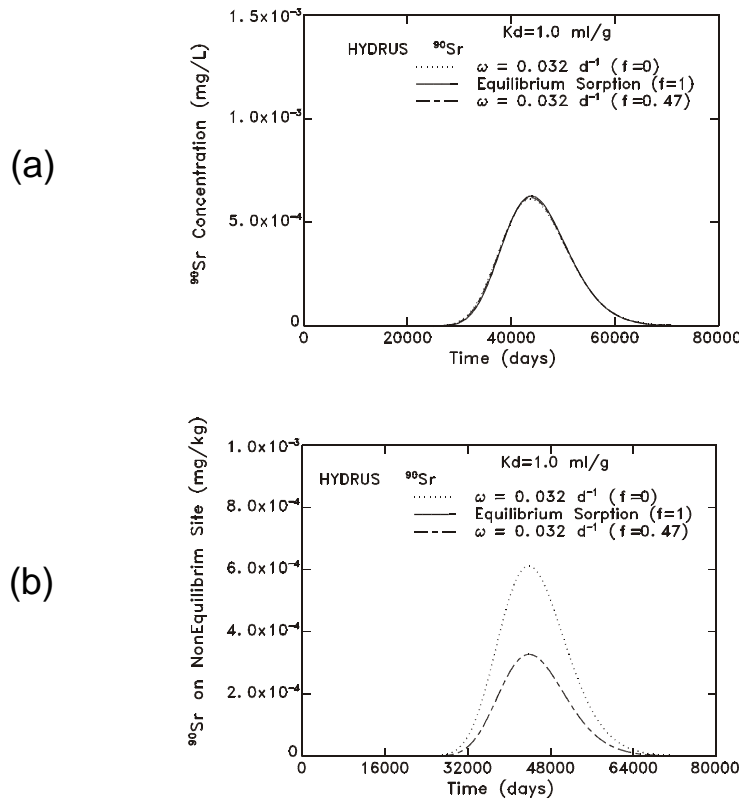 (a)
⁹⁰Sr Concentration (mg/L)
1.5x10⁻³
1.0x10⁻³
5.0x10⁻⁴
0
Kd=1.0 ml/g
HYDRUS ⁹⁰Sr
ω = 0.032 d⁻¹ (f=0)
Equilibrium Sorption (f=1)
ω = 0.032 d⁻¹ (f=0.47)
0 20000 40000 60000 80000
Time (days)
(b)
⁹⁰Sr on NonEquilibrim Site (mg/kg)
1.0x10⁻³
8.0x10⁻⁴
6.0x10⁻⁴
4.0x10⁻⁴
2.0x10⁻⁴
0
Kd=1.0 ml/g
HYDRUS ⁹⁰Sr
ω = 0.032 d⁻¹ (f=0)
Equilibrium Sorption (f=1)
ω = 0.032 d⁻¹ (f=0.47)
0 16000 32000 48000 64000 80000
Time (days)